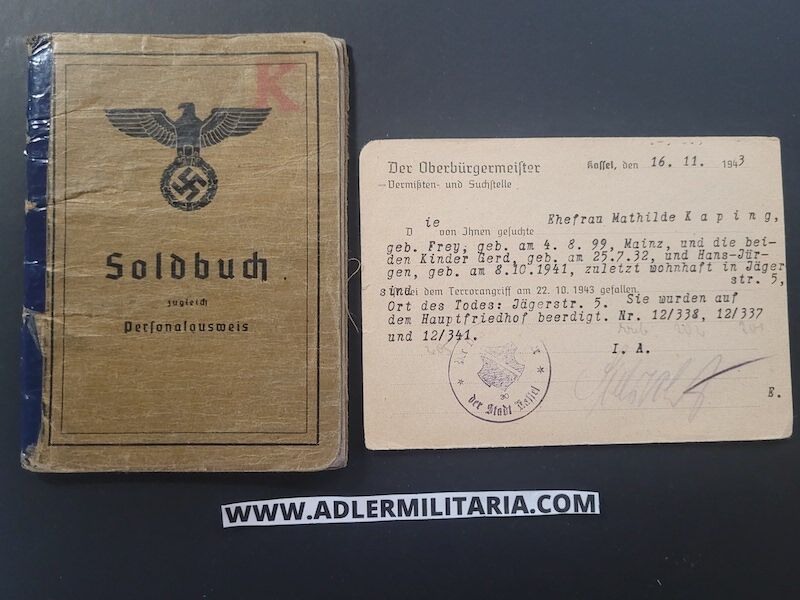 K
Soldbuch
zugleich
Personalausweis
Der Oberbürgermeister
Kassel, den 16. 11. 1943
Vermißten- und Suchstelle
Die von Ihnen gesuchte Ehefrau Mathilde Kaping,
geb. Frey, geb. am 4. 8. 99, Mainz, und die bei-
den Kinder Gerd, geb. am 25.7.32, und Hans-Jür-
gen, geb. am 8.10.1941, zuletzt wohnhaft in Jäger
str. 5,
sind bei dem Terrorangriff am 22. 10. 1943 gefallen.
Ort des Todes: Jägerstr. 5. Sie wurden auf
dem Hauptfriedhof beerdigt. Nr. 12/338, 12/337
und 12/341.
I. A.
E.
der Stadt Kassel
WWW.ADLERMILITARIA.COM